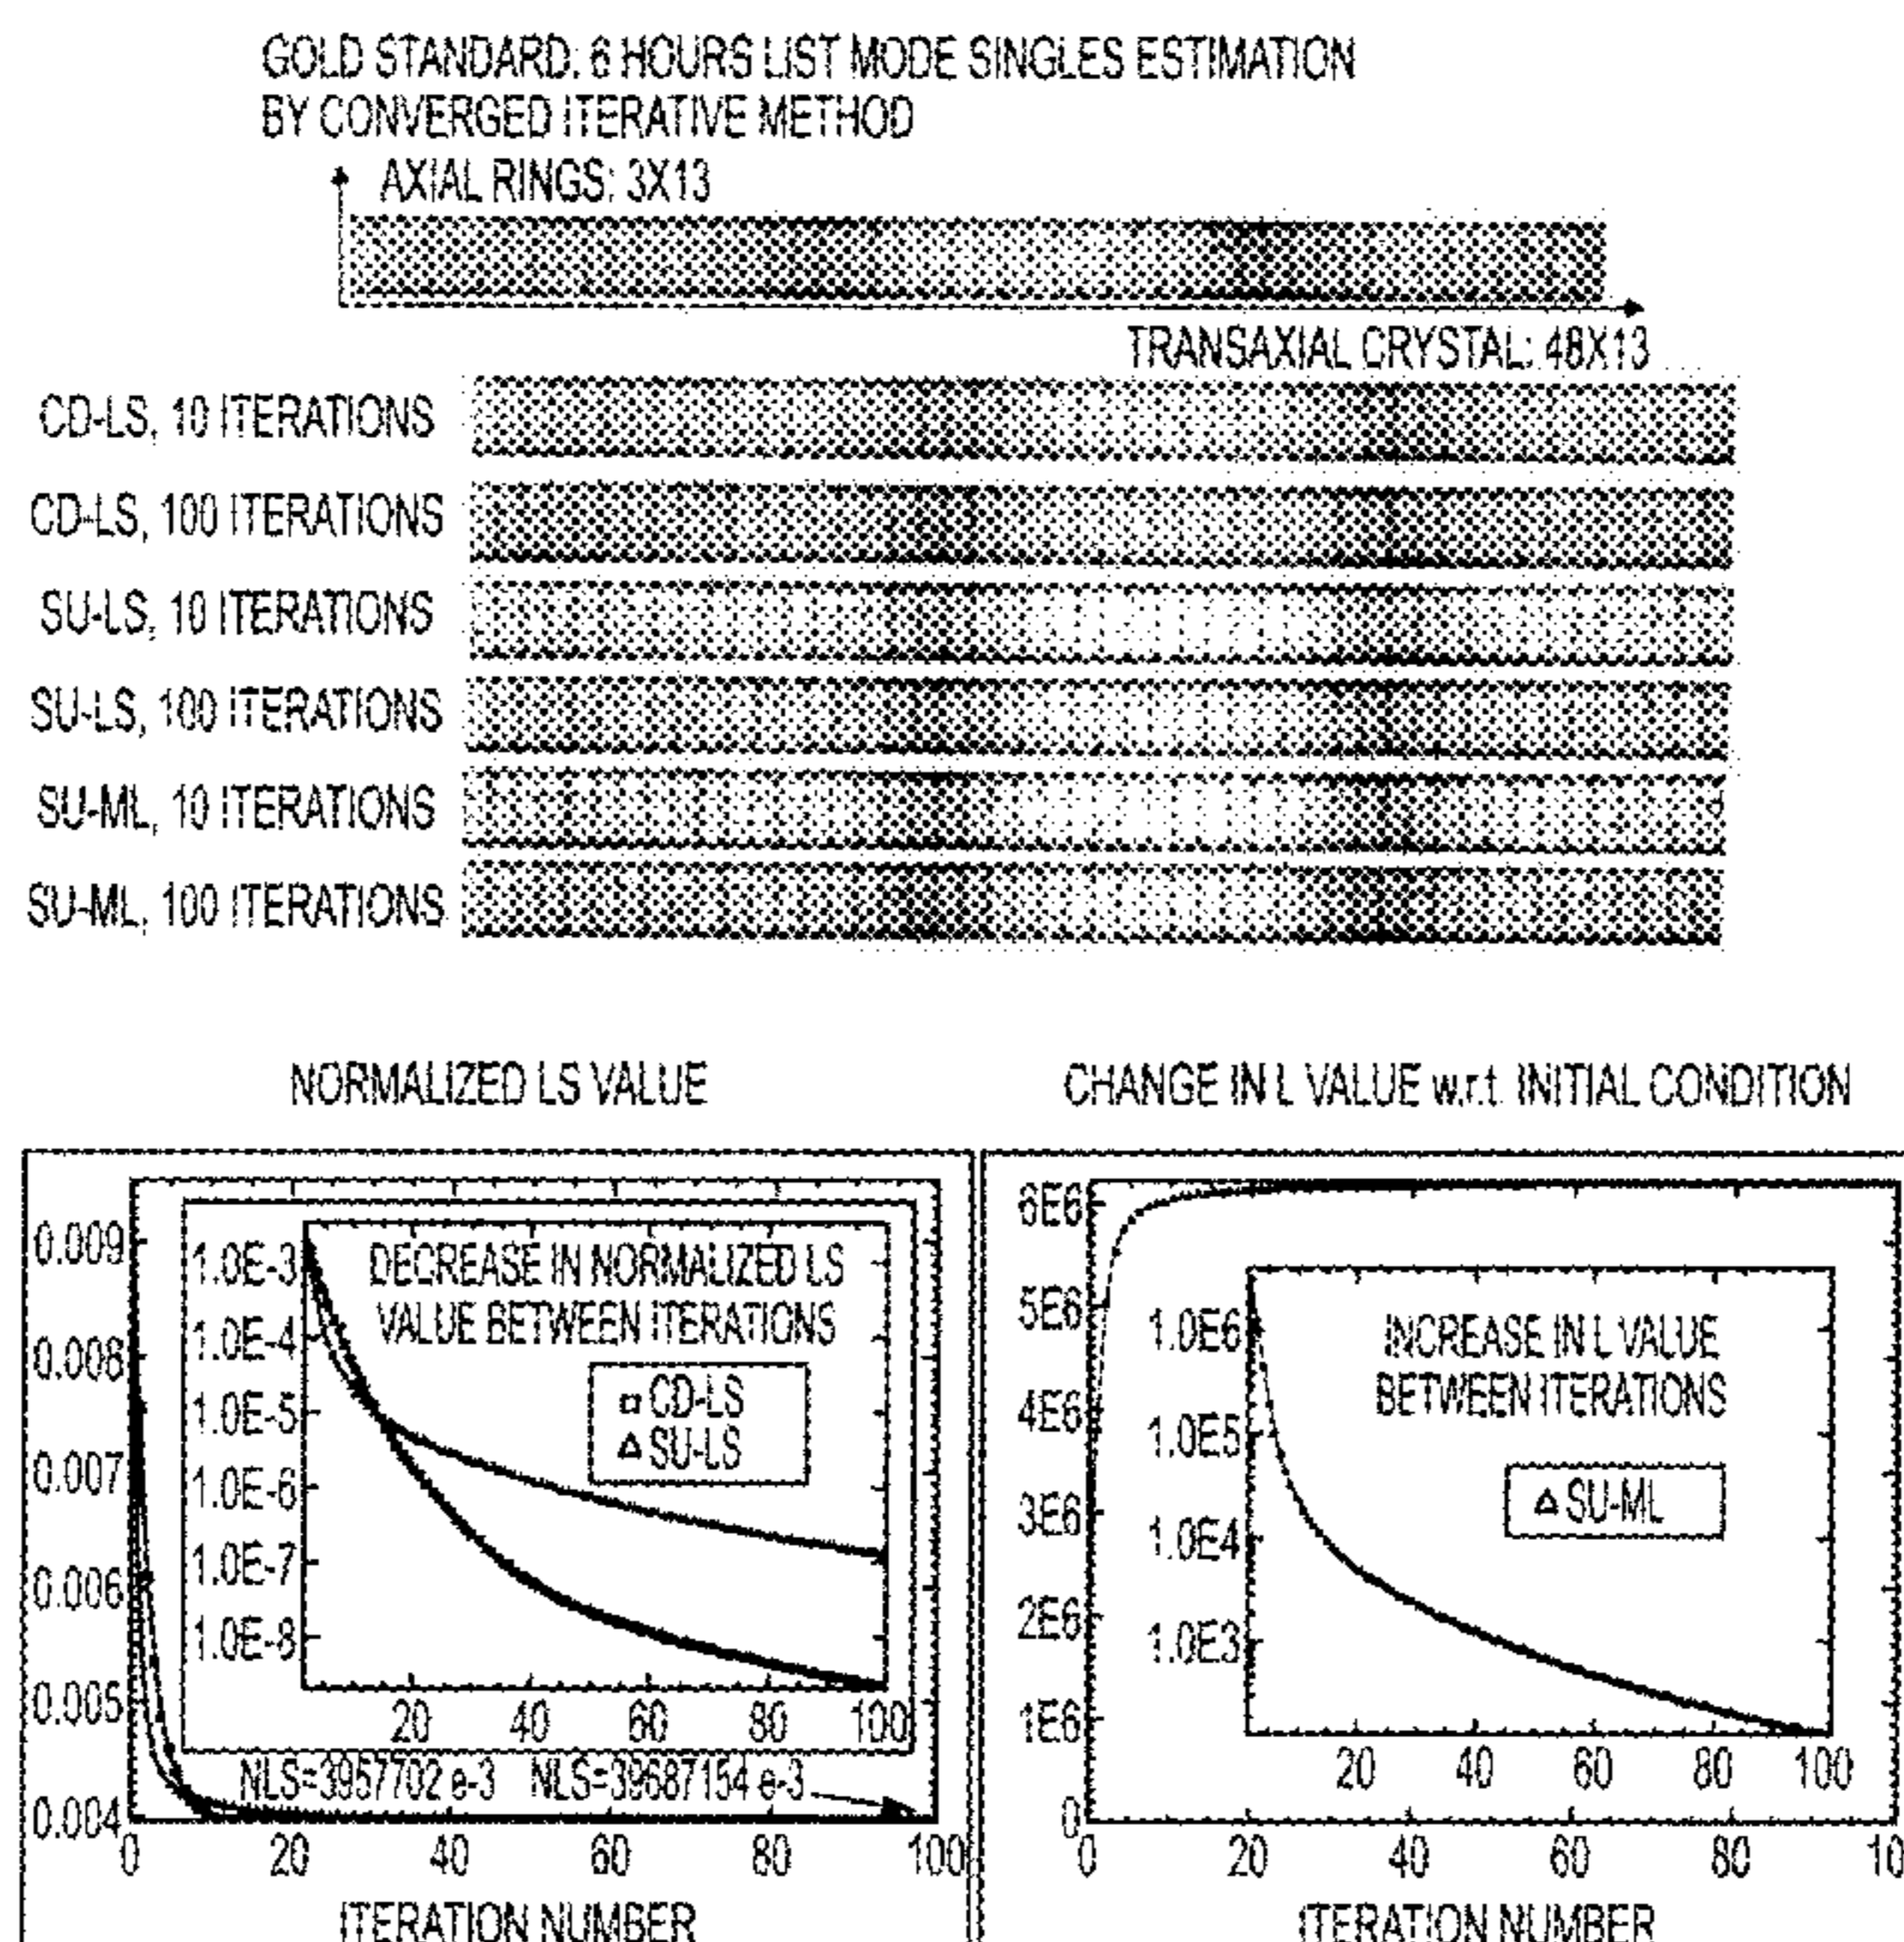 GOLD STANDARD: 6 HOURS LIST MODE SINGLES ESTIMATION
BY CONVERGED ITERATIVE METHOD
AXIAL RINGS: 3X13
TRANSAXIAL CRYSTAL: 48X13
CD-LS, 10 ITERATIONS
CD-LS, 100 ITERATIONS
SU-LS, 10 ITERATIONS
SU-LS, 100 ITERATIONS
SU-ML, 10 ITERATIONS
SU-ML, 100 ITERATIONS
NORMALIZED LS VALUE
0.009
0.008
0.007
0.006
0.005
0.004
1.0E-3
1.0E-4
1.0E-5
1.0E-6
1.0E-7
1.0E-8
DECREASE IN NORMALIZED LS
VALUE BETWEEN ITERATIONS
CD-LS
SU-LS
20 40 60 80 100
NLS=3957702 e-3 NLS=39687154 e-3
0 20 40 60 80 100
ITERATION NUMBER
CHANGE IN L VALUE w.r.t. INITIAL CONDITION
6E6
5E6
4E6
3E6
2E6
1E6
0
1.0E6
1.0E5
1.0E4
1.0E3
INCREASE IN L VALUE
BETWEEN ITERATIONS
SU-ML
20 40 60 80 100
0 20 40 60 80 10
ITERATION NUMBER